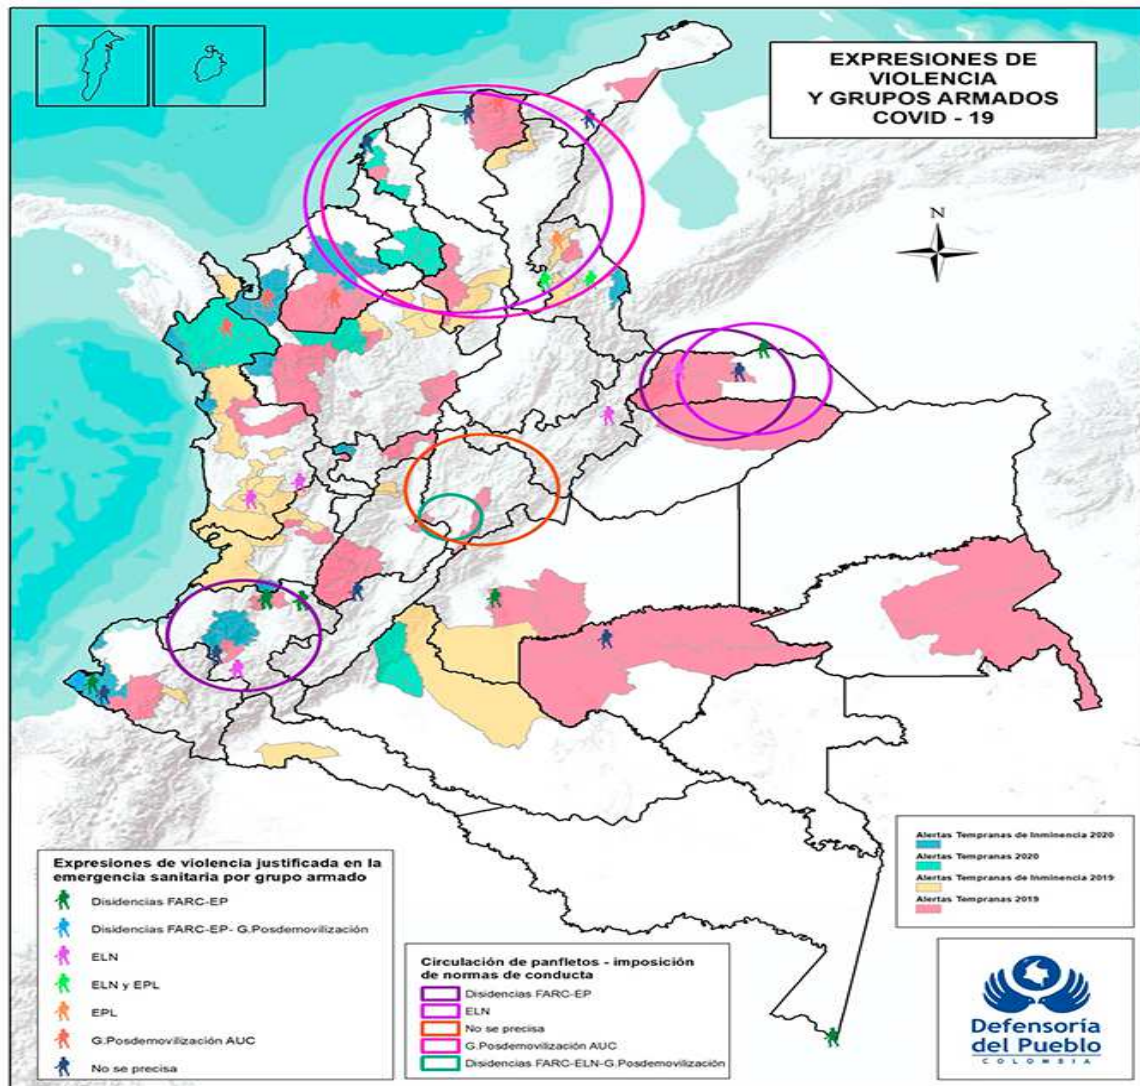 EXPRESIONES DE
VIOLENCIA
Y GRUPOS ARMADOS
COVID - 19
N
Expresiones de violencia justificada en la
emergencia sanitaria por grupo armado
Disidencias FARC-EP
Disidencias FARC-EP- G.Posdemovilización
ELN
ELN y EPL
EPL
G.Posdemovilización AUC
No se precisa
Circulación de panfletos - imposición
de normas de conducta
Disidencias FARC-EP
ELN
No se precisa
G.Posdemovilización AUC
Disidencias FARC-ELN-G.Posdemovilización
Alertas Tempranas de Inminencia 2020
Alertas Tempranas 2020
Alertas Tempranas de Inminencia 2019
Alertas Tempranas 2019
Defensoría
del Pueblo
COLOMBIA